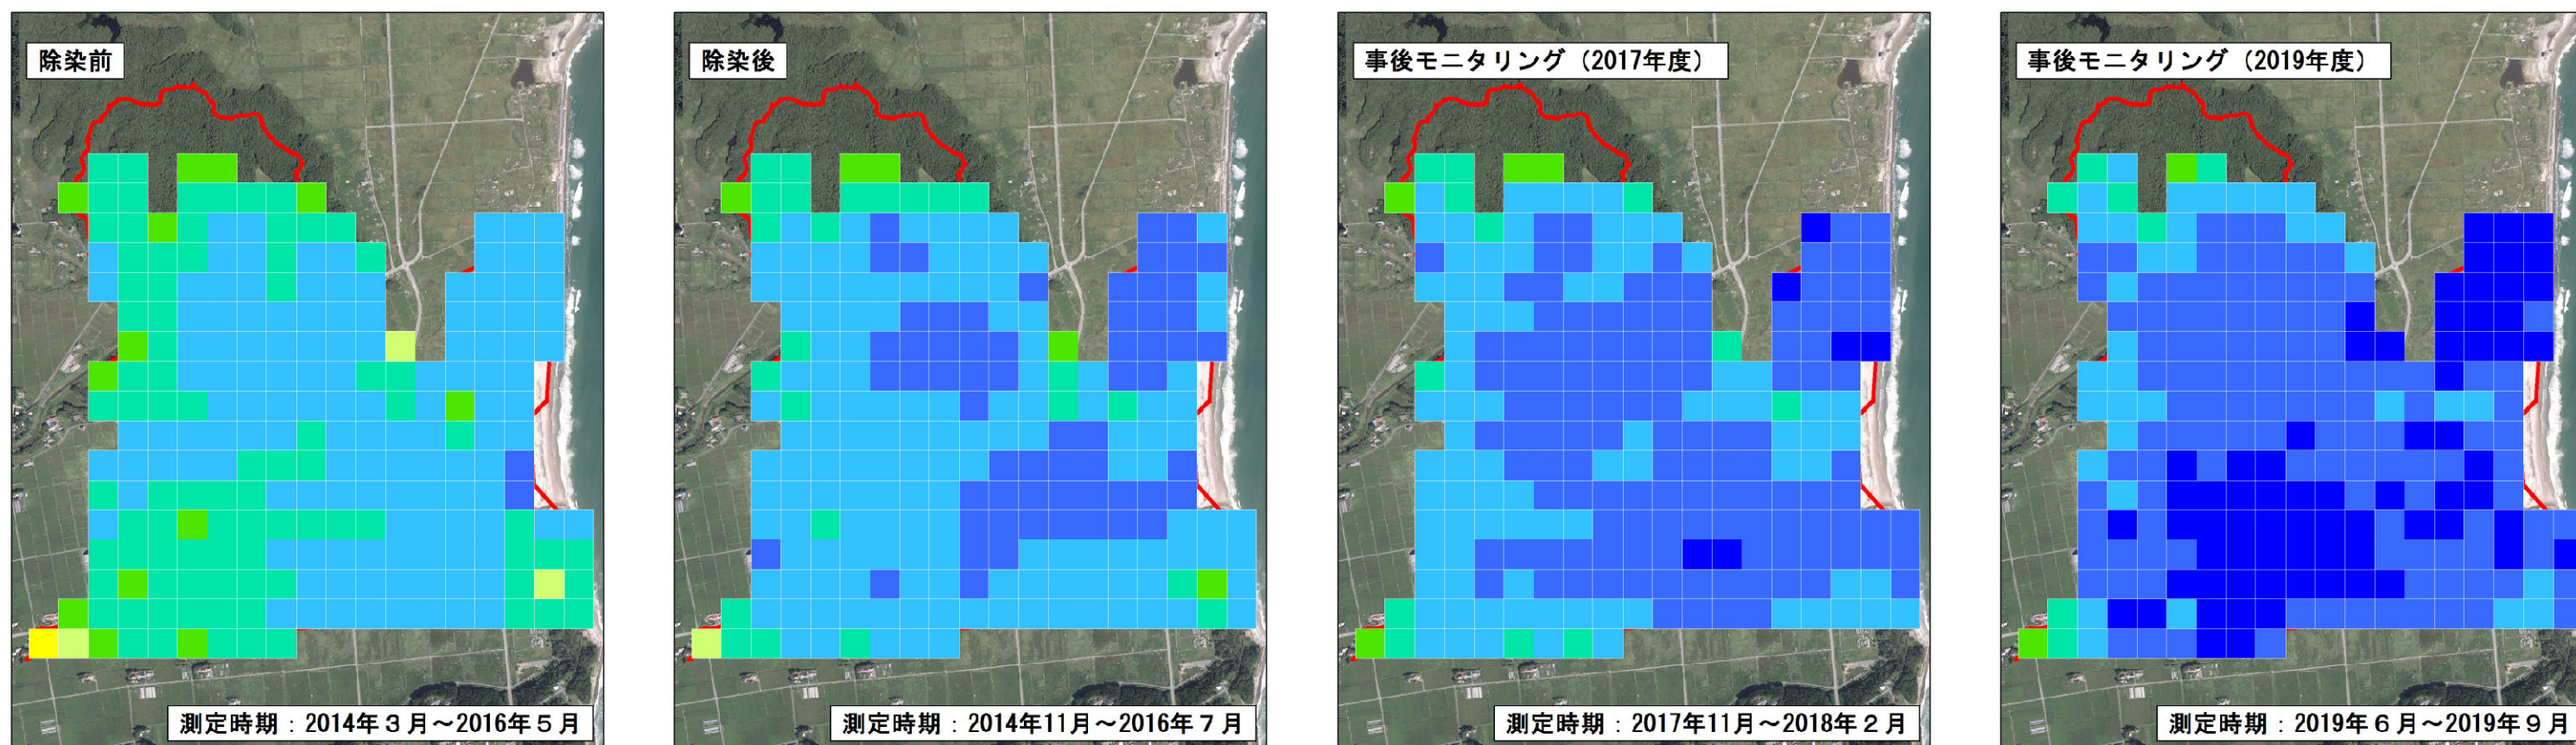 除染前
除染後
事後モニタリング（2017年度）
事後モニタリング（2019年度）
測定時期：2014年３月～2016年５月
測定時期：2014年11月～2016年７月
測定時期：2017年11月～2018年２月
測定時期：2019年６月～2019年９月